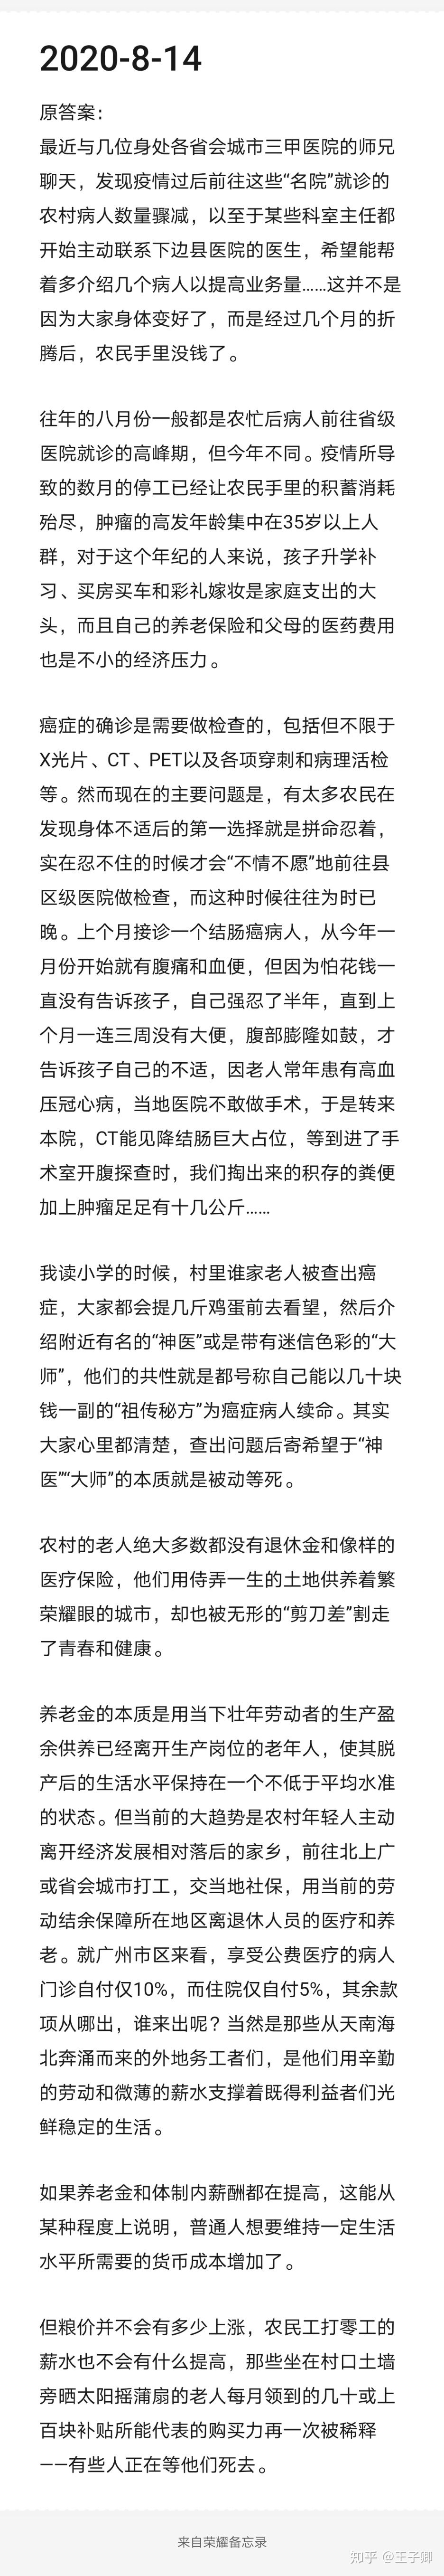 2020-8-14
原答案：
最近与几位身处各省会城市三甲医院的师兄
聊天，发现疫情过后前往这些“名院”就诊的
农村病人数量骤减，以至于某些科室主任都
开始主动联系下边县医院的医生，希望能帮
着多介绍几个病人以提高业务量……这并不是
因为大家身体变好了，而是经过几个月的折
腾后，农民手里没钱了。
往年的八月份一般都是农忙后病人前往省级
医院就诊的高峰期，但今年不同。疫情所导
致的数月的停工已经让农民手里的积蓄消耗
殆尽，肿瘤的高发年龄集中在35岁以上人
群，对于这个年纪的人来说，孩子升学补
习、买房买车和彩礼嫁妆是家庭支出的大
头，而且自己的养老保险和父母的医药费用
也是不小的经济压力。
癌症的确诊是需要做检查的，包括但不限于
X光片、CT、PET以及各项穿刺和病理活检
等。然而现在的主要问题是，有太多农民在
发现身体不适后的第一选择就是拼命忍着，
实在忍不住的时候才会“不情不愿”地前往县
区级医院做检查，而这种时候往往为时已
晚。上个月接诊一个结肠癌病人，从今年一
月份开始就有腹痛和血便，但因为怕花钱一
直没有告诉孩子，自己强忍了半年，直到上
个月一连三周没有大便，腹部膨隆如鼓，才
告诉孩子自己的不适，因老人常年患有高血
压冠心病，当地医院不敢做手术，于是转来
本院，CT能见降结肠巨大占位，等到进了手
术室开腹探查时，我们掏出来的积存的粪便
加上肿瘤足足有十几公斤……
我读小学的时候，村里谁家老人被查出癌
症，大家都会提几斤鸡蛋前去看望，然后介
绍附近有名的“神医”或是带有迷信色彩的“大
师”，他们的共性就是都号称自己能以几十块
钱一副的“祖传秘方”为癌症病人续命。其实
大家心里都清楚，查出问题后寄希望于“神
医”“大师”的本质就是被动等死。
农村的老人绝大多数都没有退休金和像样的
医疗保险，他们用侍弄一生的土地供养着繁
荣耀眼的城市，却也被无形的“剪刀差”割走
了青春和健康。
养老金的本质是用当下壮年劳动者的生产盈
余供养已经离开生产岗位的老年人，使其脱
产后的生活水平保持在一个不低于平均水准
的状态。但当前的大趋势是农村年轻人主动
离开经济发展相对落后的家乡，前往北上广
或省会城市打工，交当地社保，用当前的劳
动结余保障所在地区离退休人员的医疗和养
老。就广州市区来看，享受公费医疗的病人
门诊自付仅10%，而住院仅自付5%，其余款
项从哪出，谁来出呢？当然是那些从天南海
北奔涌而来的外地务工者们，是他们用辛勤
的劳动和微薄的薪水支撑着既得利益者们光
鲜稳定的生活。
如果养老金和体制内薪酬都在提高，这能从
某种程度上说明，普通人想要维持一定生活
水平所需要的货币成本增加了。
但粮价并不会有多少上涨，农民工打零工的
薪水也不会有什么提高，那些坐在村口土墙
旁晒太阳摇蒲扇的老人每月领到的几十或上
百块补贴所能代表的购买力再一次被稀释
——有些人正在等他们死去。
来自荣耀备忘录
知乎 @王子卿